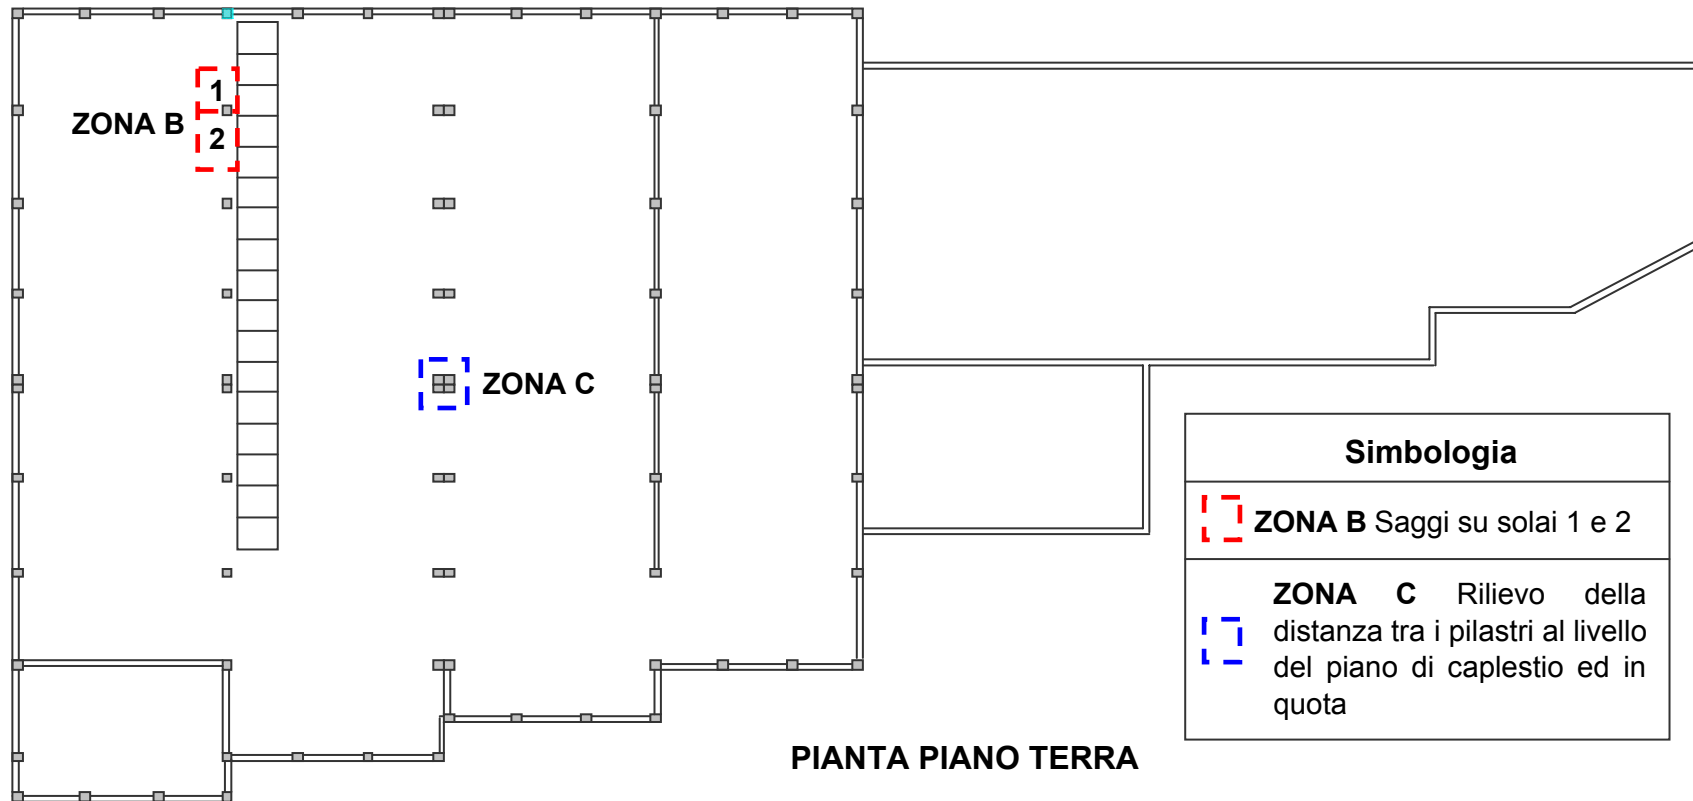 1
ZONA B
2
ZONA C
Simbologia
ZONA B Saggi su solai 1 e 2
ZONA C Rilievo della
distanza tra i pilastri al livello
del piano di caplestio ed in
quota
PIANTA PIANO TERRA